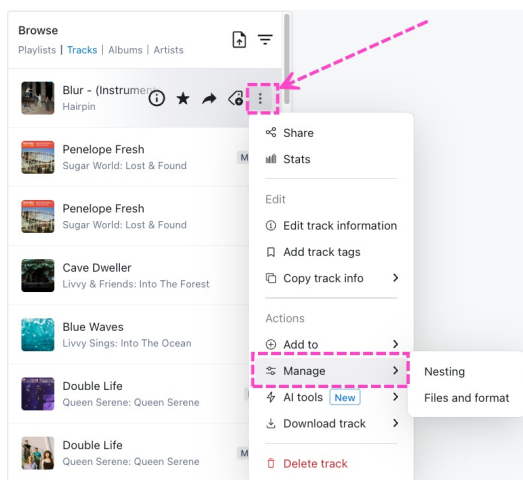 Browse
Playlists | Tracks | Albums | Artists
Blur - (Instrumen
Hairpin
Penelope Fresh
Sugar World: Lost & Found
M
Penelope Fresh
Sugar World: Lost & Found
Cave Dweller
Livvy & Friends: Into The Forest
Blue Waves
Livvy Sings: Into The Ocean
Double Life
Queen Serene: Queen Serene
Double Life
Queen Serene: Queen Serene
M
Share
Stats
Edit
Edit track information
Add track tags
Copy track info
Actions
Add to
Manage
AI tools New
Download track
Delete track
Nesting
Files and format